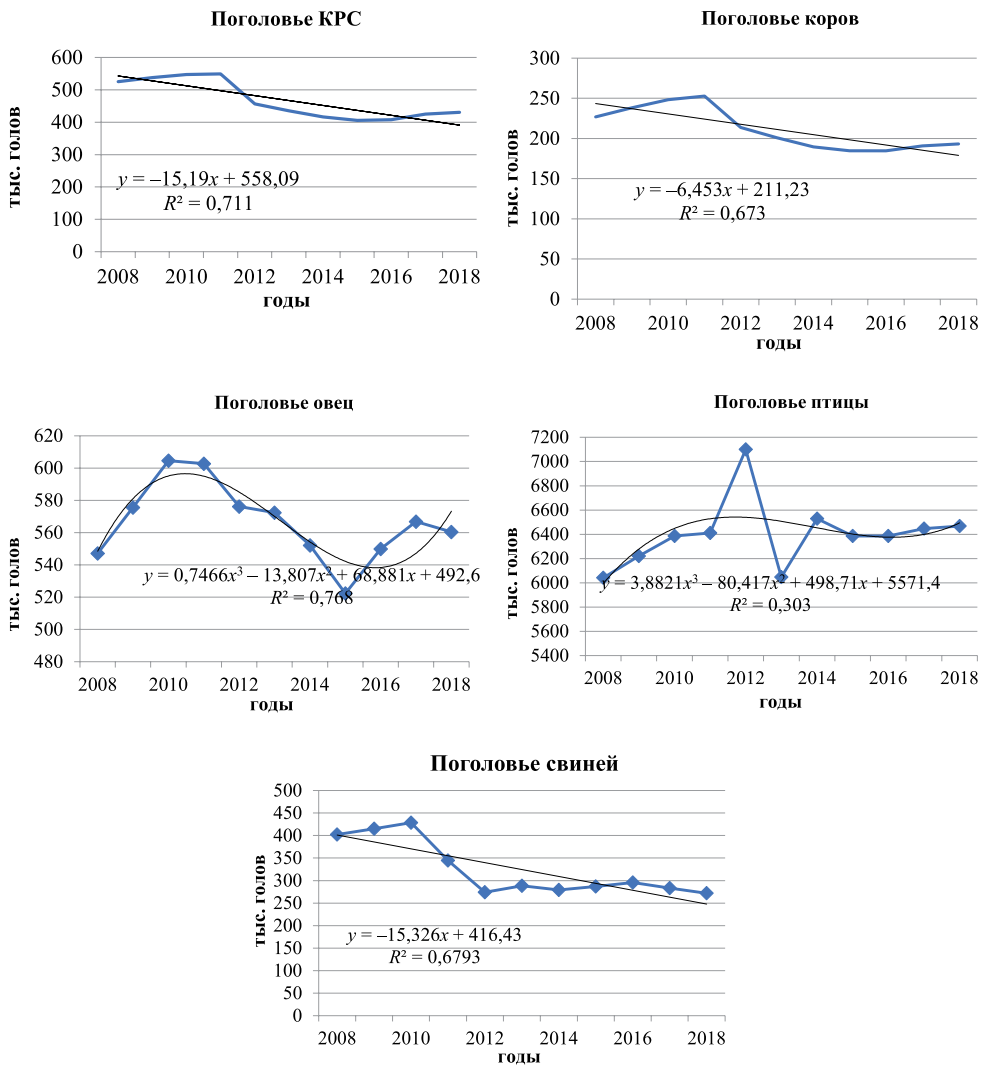 Поголовье КРС
600
500
400
300
200
100
0
тыс. голов
y = –15,19x + 558,09
R² = 0,711
2008 2010 2012 2014 2016 2018
годы
Поголовье коров
300
250
200
150
100
50
0
тыс. голов
y = –6,453x + 211,23
R² = 0,673
2008 2010 2012 2014 2016 2018
годы
Поголовье овец
620
600
580
560
540
520
500
480
тыс. голов
y = 0,7466x³ – 13,807x² + 68,881x + 492,6
R² = 0,768
2008 2010 2012 2014 2016 2018
годы
Поголовье птицы
7200
7000
6800
6600
6400
6200
6000
5800
5600
5400
тыс. голов
y = 3,8821x³ – 80,417x² + 498,71x + 5571,4
R² = 0,303
2008 2010 2012 2014 2016 2018
годы
Поголовье свиней
500
450
400
350
300
250
200
150
100
50
0
тыс. голов
y = –15,326x + 416,43
R² = 0,6793
2008 2010 2012 2014 2016 2018
годы